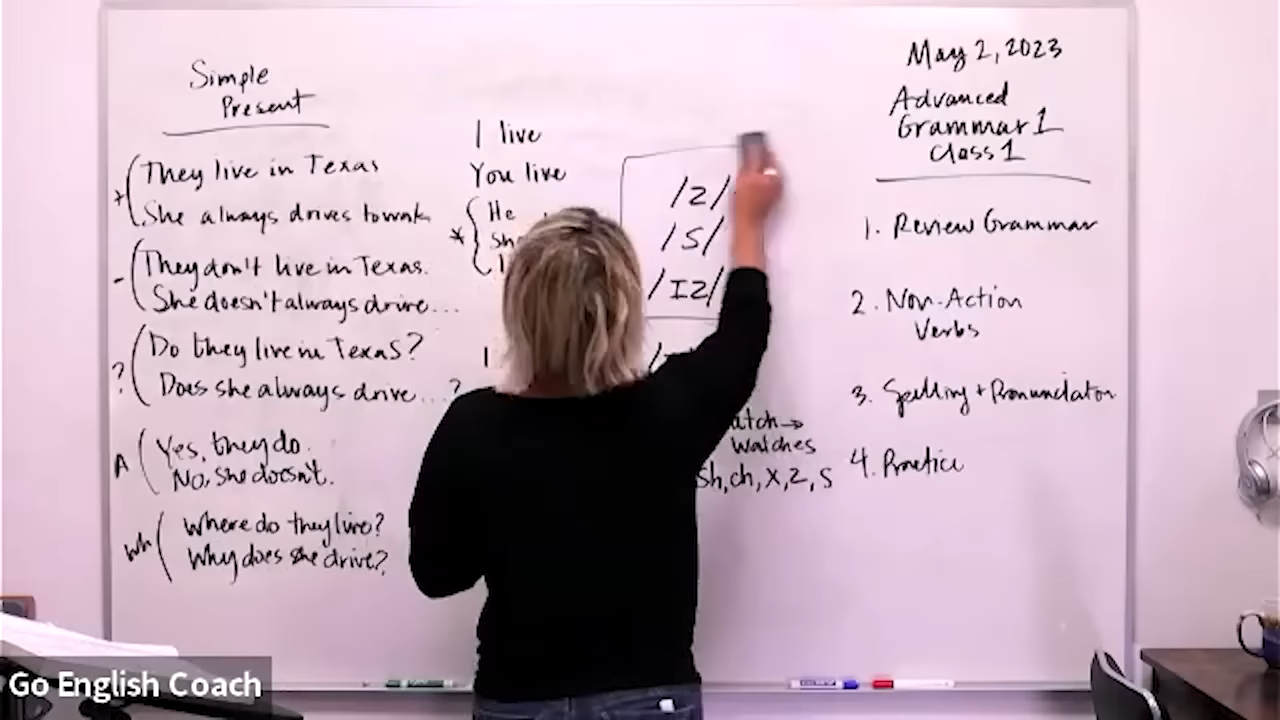 Simple
Present
+ They live in Texas
She always drives to work
- They don't live in Texas.
She doesn't always drive...
? Do they live in Texas?
Does she always drive....?
A Yes, they do.
No, she doesn't.
Wh Where do they live?
Why does she drive?
I live
You live
* He
/z/
/s/
/Iz/
Watches
sh, ch, x, z, s
May 2, 2023
Advanced
Grammar 1
Class 1
1. Review Grammar
2. Non-Action
Verbs
3. Spelling + Pronunciation
4. Practice
Go English Coach